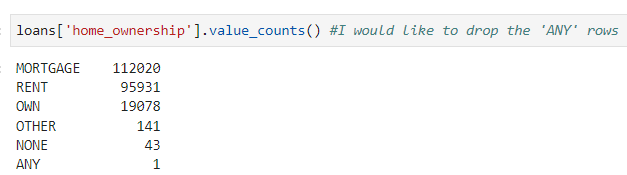 loans['home_ownership'].value_counts() #I would like to drop the 'ANY' rows
MORTGAGE 112020
RENT 95931
OWN 19078
OTHER 141
NONE 43
ANY 1